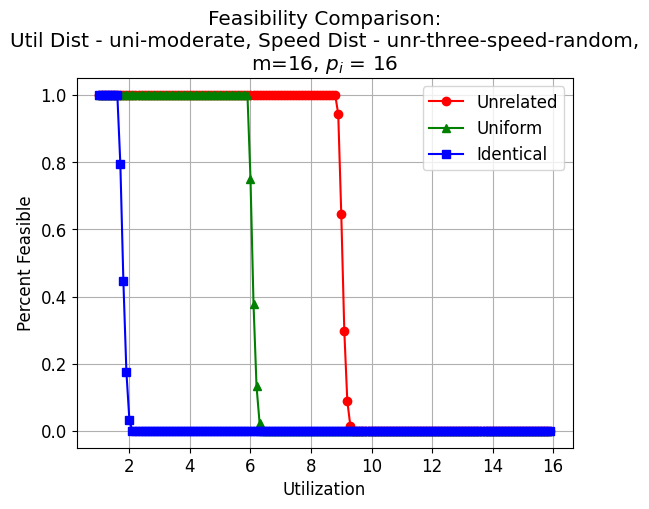 Feasibility Comparison:
Util Dist - uni-moderate, Speed Dist - unr-three-speed-random,
m=16, pᵢ = 16
Unrelated
Uniform
Identical
Percent Feasible
1.0
0.8
0.6
0.4
0.2
0.0
2 4 6 8 10 12 14 16
Utilization